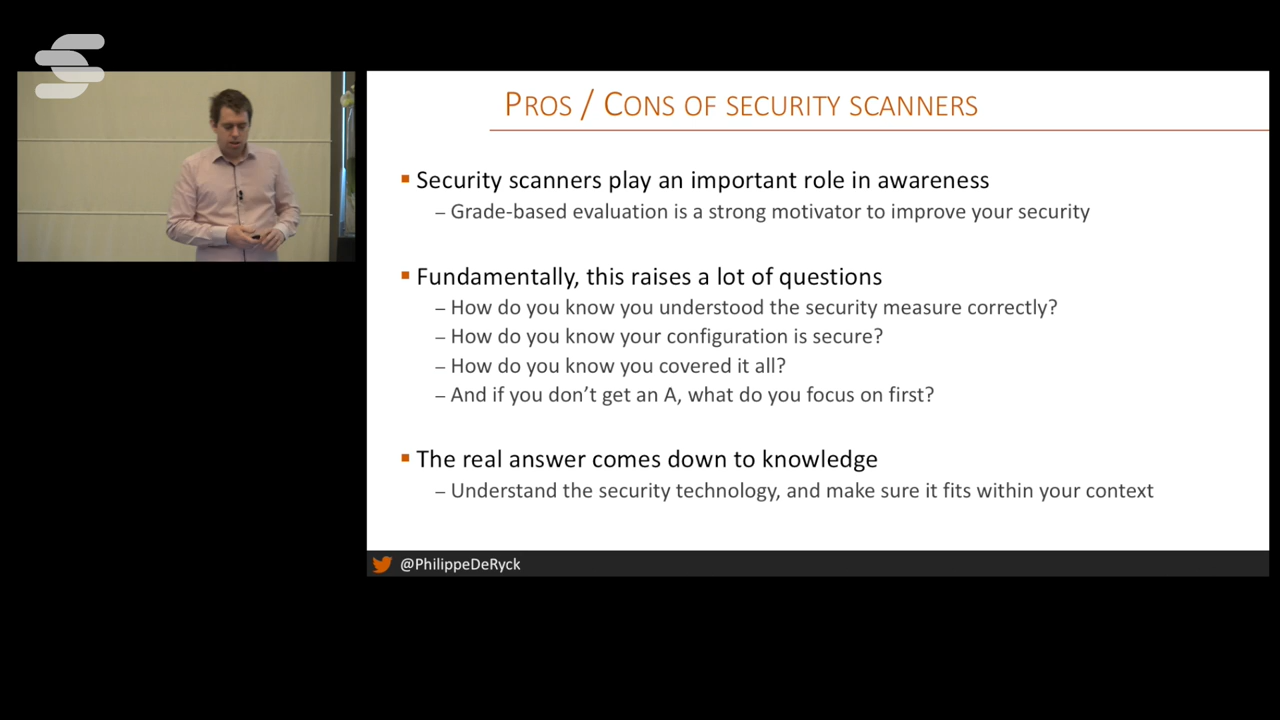 PROS / CONS OF SECURITY SCANNERS
Security scanners play an important role in awareness
– Grade-based evaluation is a strong motivator to improve your security
Fundamentally, this raises a lot of questions
– How do you know you understood the security measure correctly?
– How do you know your configuration is secure?
– How do you know you covered it all?
– And if you don’t get an A, what do you focus on first?
The real answer comes down to knowledge
– Understand the security technology, and make sure it fits within your context
@PhilippeDeRyck